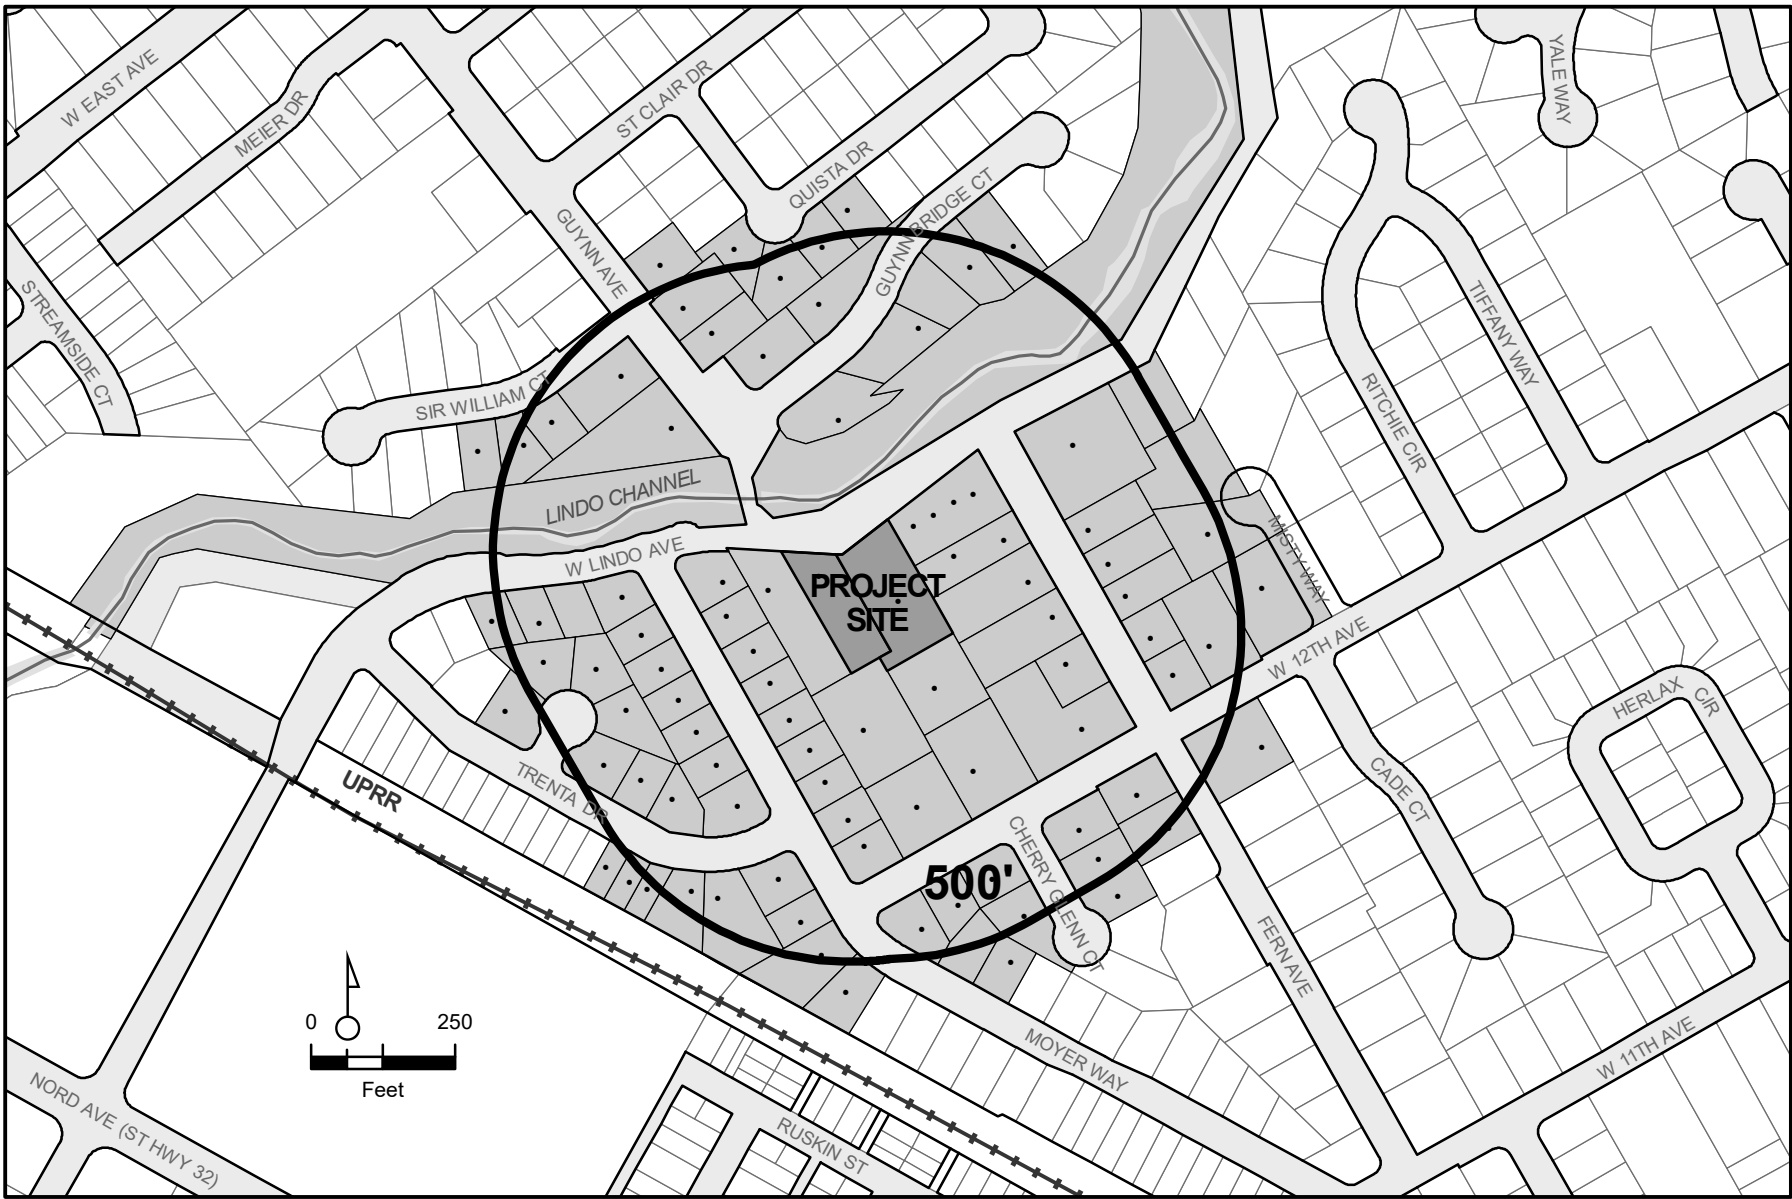 W EAST AVE
MEIER DR
ST CLAIR DR
YALE WAY
QUISTA DR
GUYNN BRIDGE CT
GUYNN AVE
STREAMSIDE CT
TIFFANY WAY
SIR WILLIAM CT
RITCHIE CIR
LINDO CHANNEL
W LINDO AVE
MISTY WAY
PROJECT
SITE
W 12TH AVE
HERLAX CIR
UPRR
TRENTA DR
CADE CT
CHERRY GLENN CT
500'
FERN AVE
0 250
Feet
MOYER WAY
W 11TH AVE
NORD AVE (ST HWY 32)
RUSKIN ST